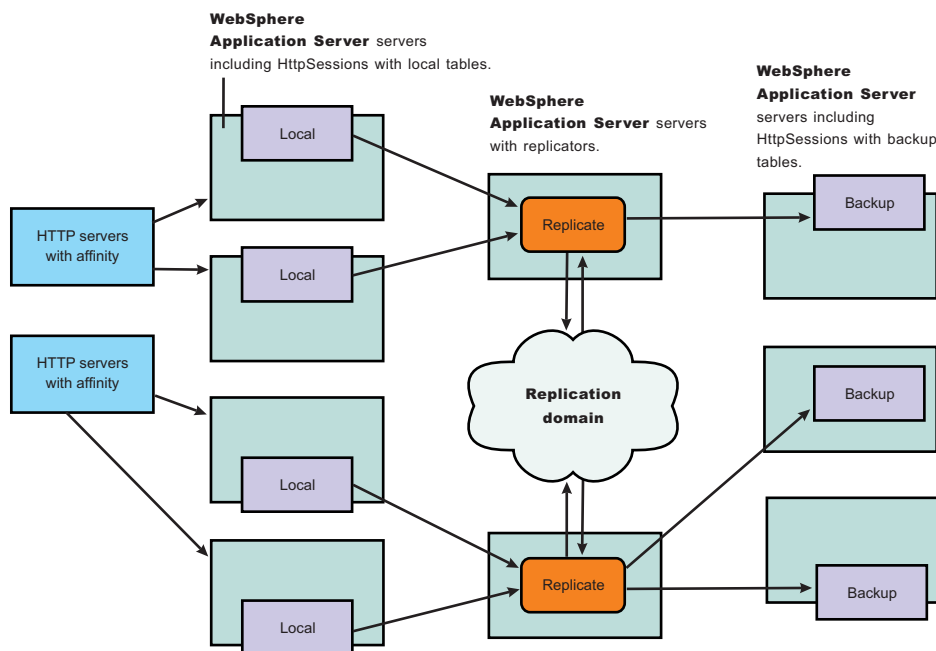 WebSphere
Application Server servers
including HttpSessions with local tables.
WebSphere
Application Server servers
with replicators.
WebSphere
Application Server
servers including
HttpSessions with backup
tables.
Local
Replicate
Backup
HTTP servers
with affinity
Local
HTTP servers
with affinity
Replication
domain
Backup
Local
Replicate
Backup
Local